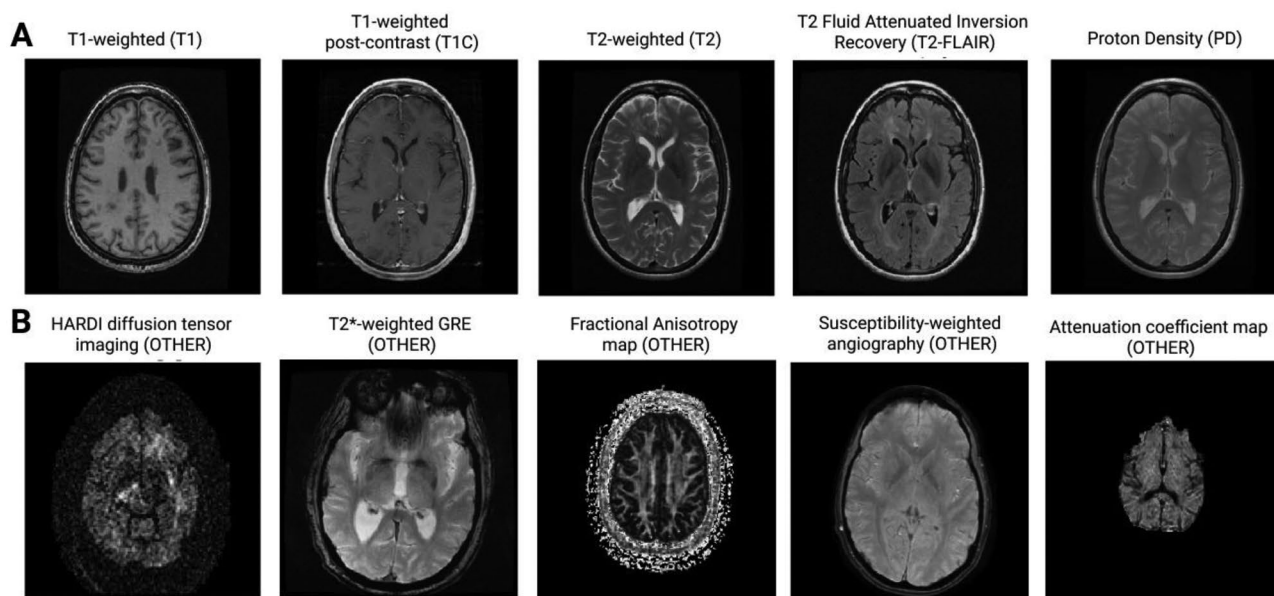 A
T1-weighted (T1)
T1-weighted
post-contrast (T1C)
T2-weighted (T2)
T2 Fluid Attenuated Inversion
Recovery (T2-FLAIR)
Proton Density (PD)
B
HARDI diffusion tensor
imaging (OTHER)
T2*-weighted GRE
(OTHER)
Fractional Anisotropy
map (OTHER)
Susceptibility-weighted
angiography (OTHER)
Attenuation coefficient map
(OTHER)